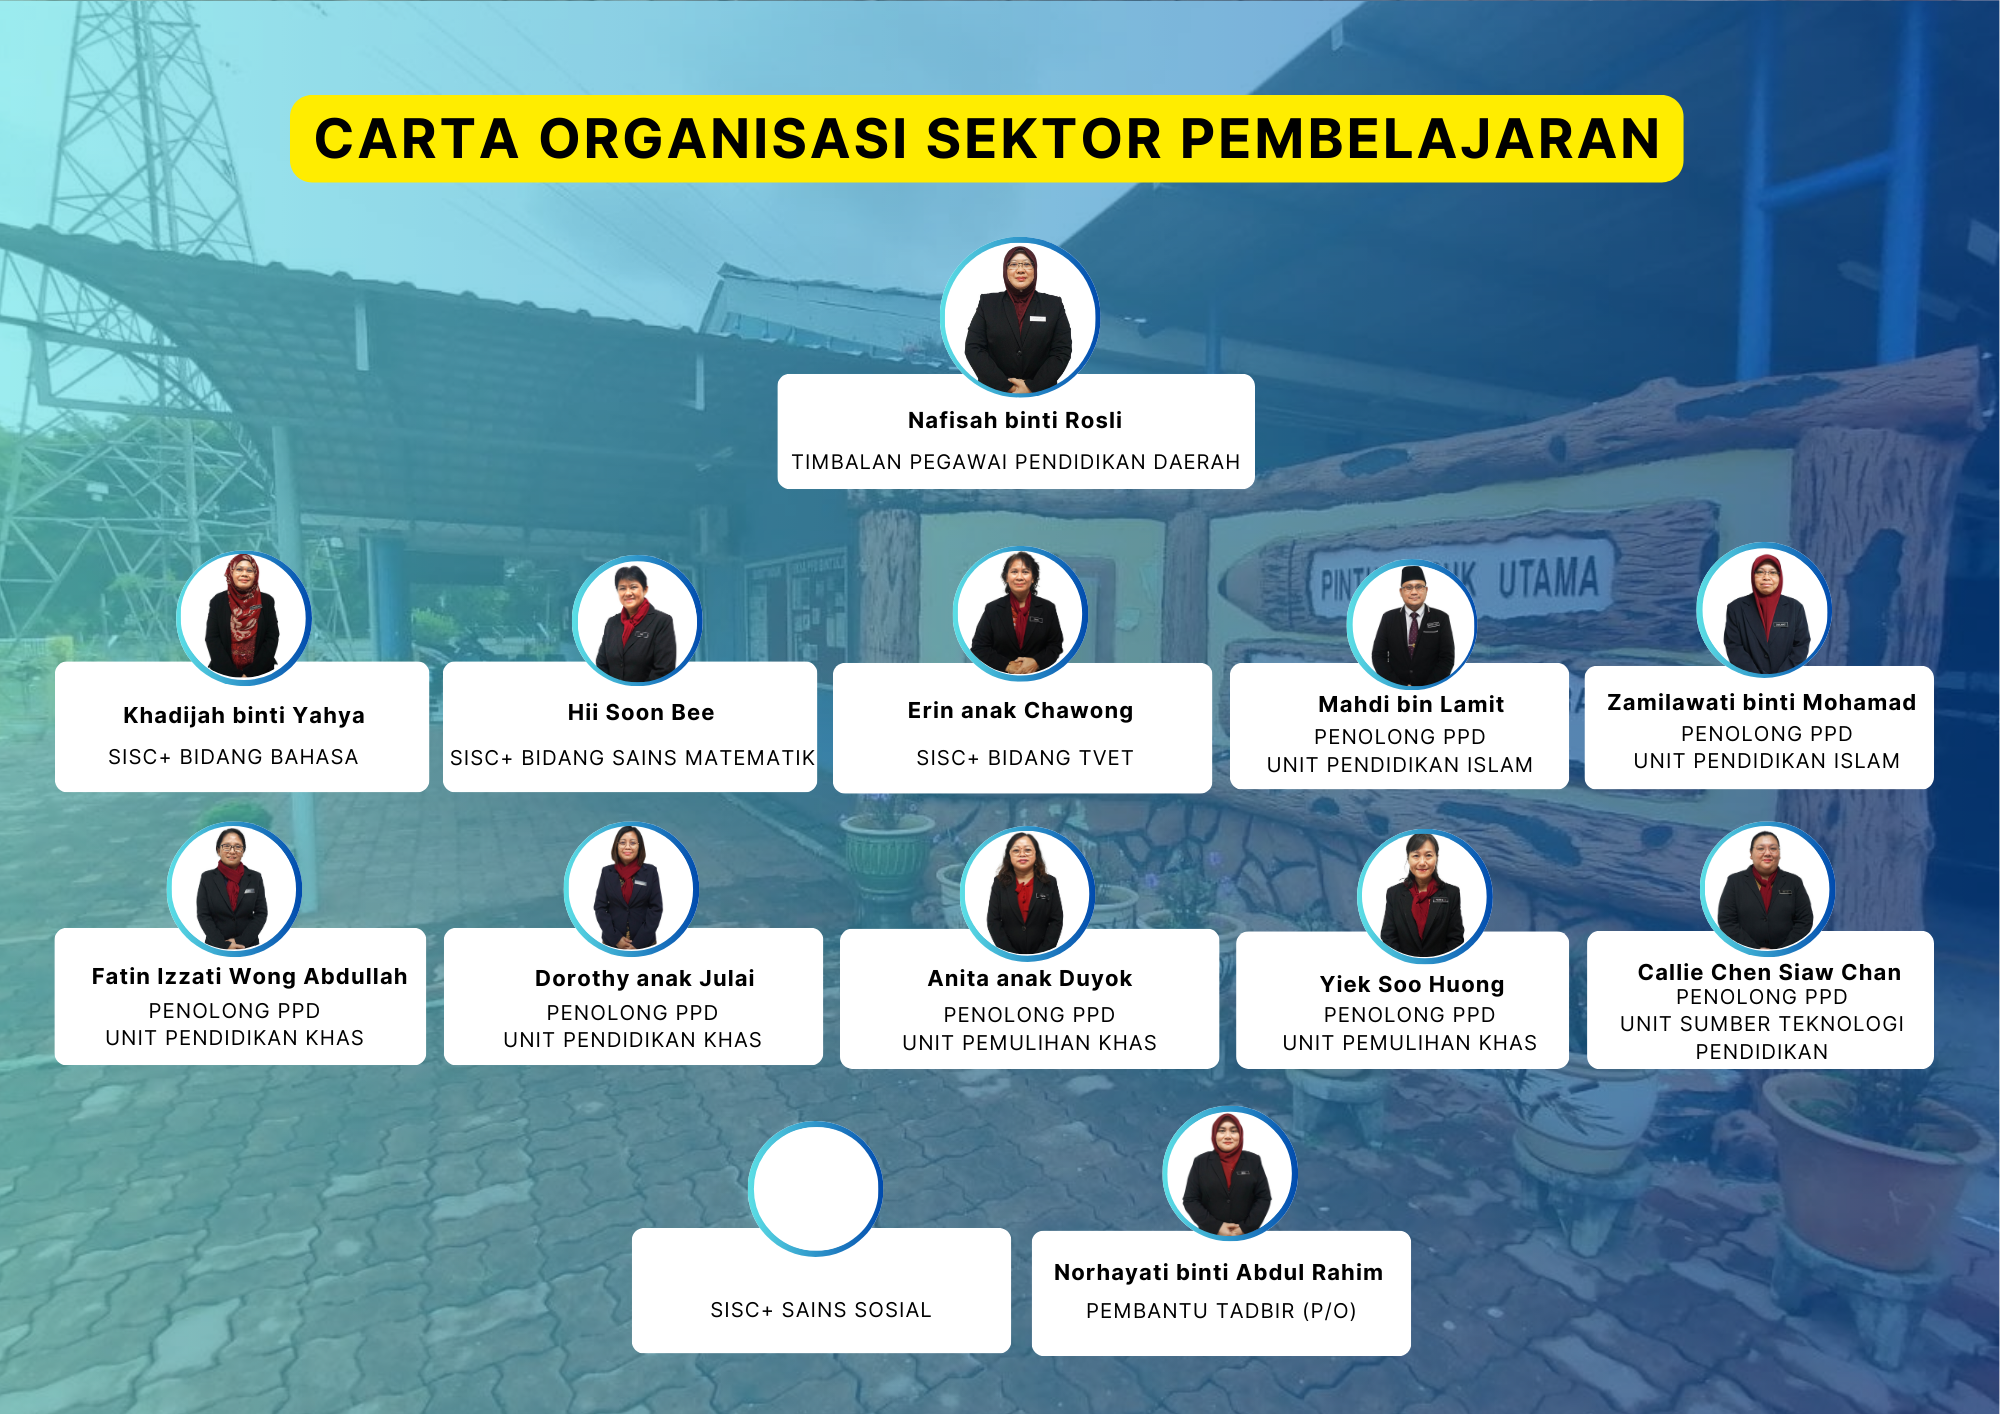 CARTA ORGANISASI SEKTOR PEMBELAJARAN
Nafisah binti Rosli
TIMBALAN PEGAWAI PENDIDIKAN DAERAH
PINTU UTAMA
Khadijah binti Yahya
SISC+ BIDANG BAHASA
Hii Soon Bee
SISC+ BIDANG SAINS MATEMATIK
Erin anak Chawong
SISC+ BIDANG TVET
Mahdi bin Lamit
PENOLONG PPD
UNIT PENDIDIKAN ISLAM
Zamilawati binti Mohamad
PENOLONG PPD
UNIT PENDIDIKAN ISLAM
Fatin Izzati Wong Abdullah
PENOLONG PPD
UNIT PENDIDIKAN KHAS
Dorothy anak Julai
PENOLONG PPD
UNIT PENDIDIKAN KHAS
Anita anak Duyok
PENOLONG PPD
UNIT PEMULIHAN KHAS
Yiek Soo Huong
PENOLONG PPD
UNIT PEMULIHAN KHAS
Callie Chen Siaw Chan
PENOLONG PPD
UNIT SUMBER TEKNOLOGI
PENDIDIKAN
SISC+ SAINS SOSIAL
Norhayati binti Abdul Rahim
PEMBANTU TADBIR (P/O)